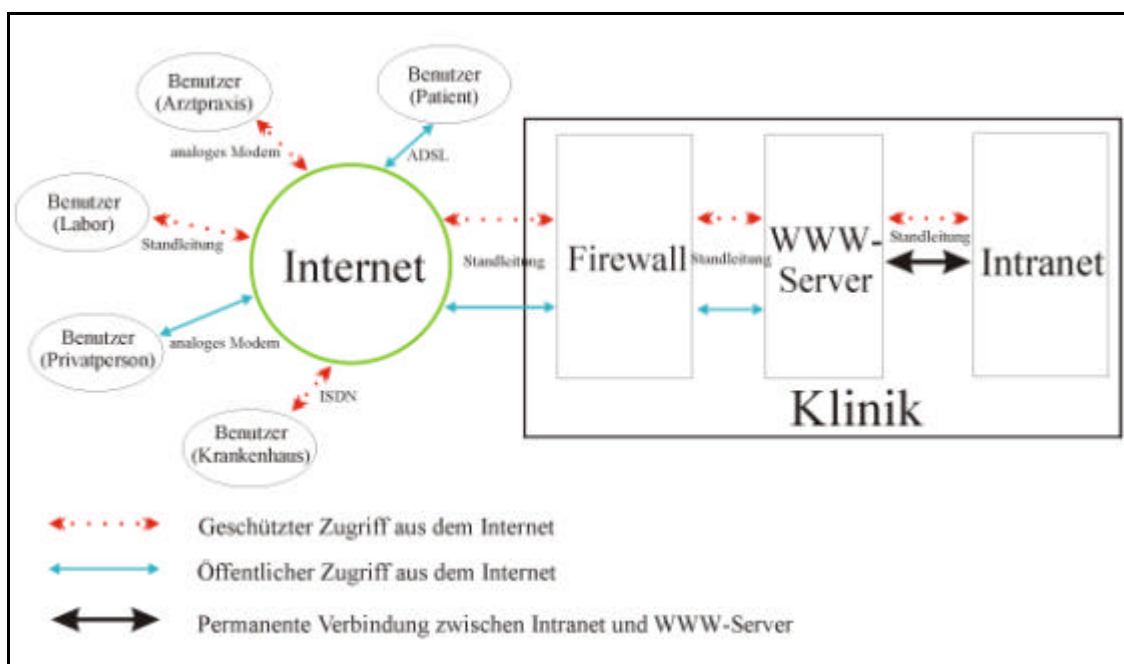 Benutzer
(Arztpraxis)
Benutzer
(Patient)
analoges Modem
ADSL
Benutzer
(Labor)
Standleitung
Internet
Standleitung
Firewall
Standleitung
WWW-
Server
Standleitung
Intranet
Benutzer
(Privatperson)
analoges Modem
ISDN
Benutzer
(Krankenhaus)
Klinik
Geschützter Zugriff aus dem Internet
Öffentlicher Zugriff aus dem Internet
Permanente Verbindung zwischen Intranet und WWW-Server